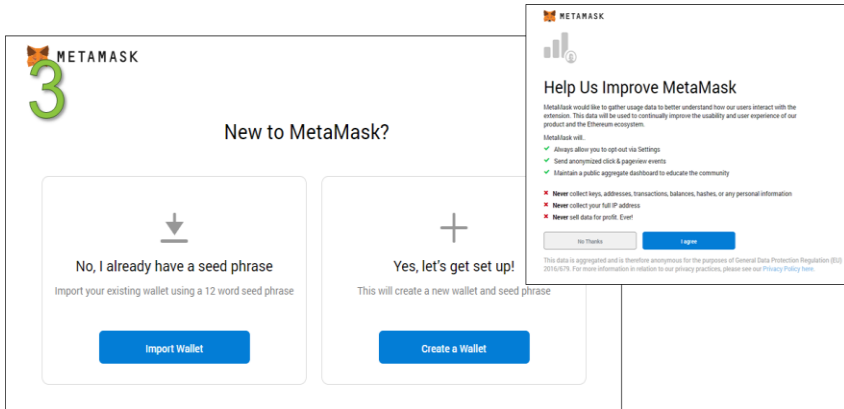 METAMASK
3
New to MetaMask?
No, I already have a seed phrase
Import your existing wallet using a 12 word seed phrase
Import Wallet
Yes, let's get set up!
This will create a new wallet and seed phrase
Create a Wallet
METAMASK
Help Us Improve MetaMask
MetaMask would like to gather usage data to better understand how our users interact with the
extension. This data will be used to continually improve the usability and user experience of our
product and the Ethereum ecosystem.
MetaMask will..
Always allow you to opt-out via Settings
Send anonymized click & pageview events
Maintain a public aggregate dashboard to educate the community
Never collect keys, addresses, transactions, balances, hashes, or any personal information
Never collect your full IP address
Never sell data for profit. Ever!
No Thanks
I agree
This data is aggregated and is therefore anonymous for the purposes of General Data Protection Regulation (EU)
2016/679. For more information in relation to our privacy practices, please see our Privacy Policy here.